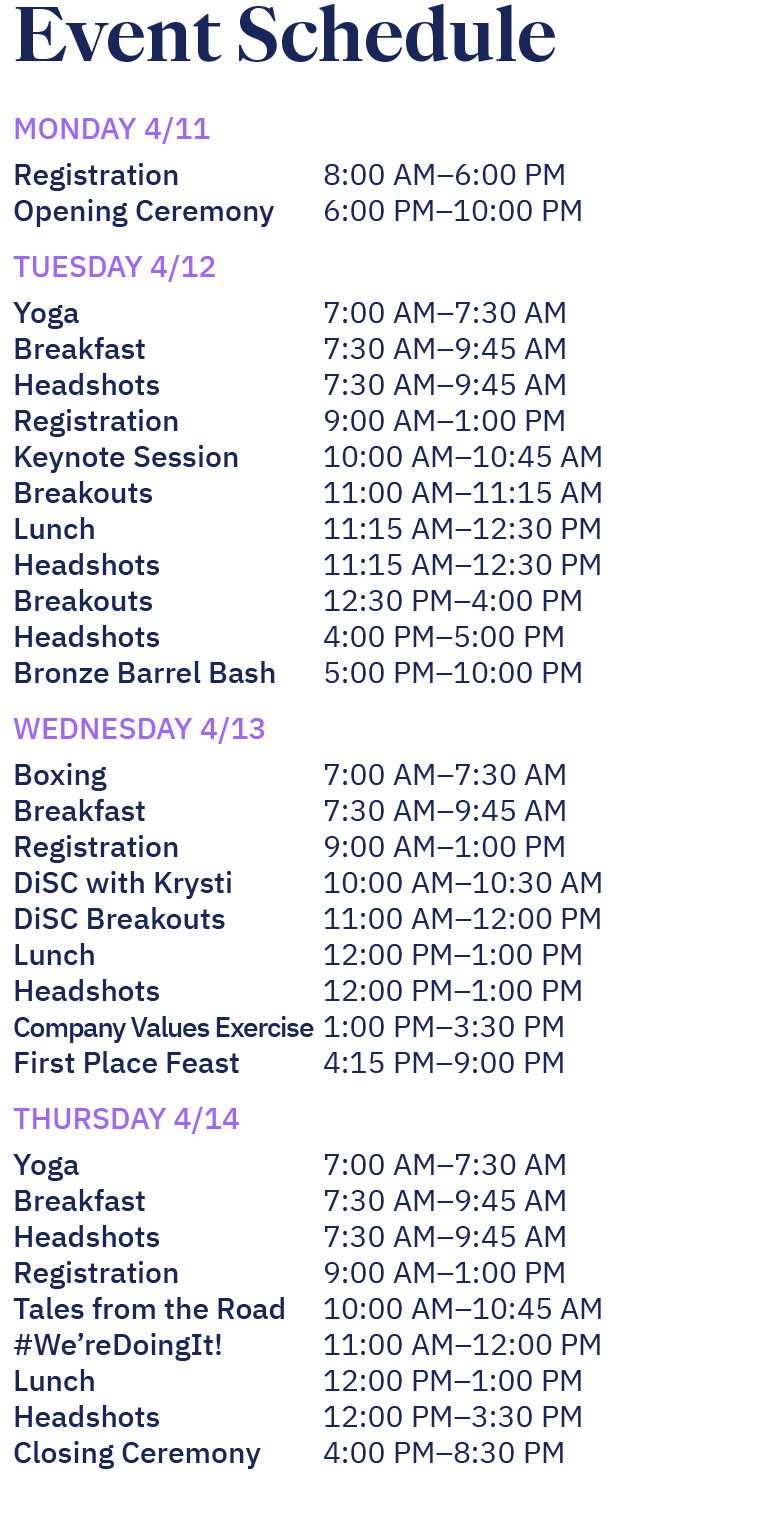 Event Schedule
MONDAY 4/11
Registration 8:00 AM–6:00 PM
Opening Ceremony 6:00 PM–10:00 PM
TUESDAY 4/12
Yoga 7:00 AM–7:30 AM
Breakfast 7:30 AM–9:45 AM
Headshots 7:30 AM–9:45 AM
Registration 9:00 AM–1:00 PM
Keynote Session 10:00 AM–10:45 AM
Breakouts 11:00 AM–11:15 AM
Lunch 11:15 AM–12:30 PM
Headshots 11:15 AM–12:30 PM
Breakouts 12:30 PM–4:00 PM
Headshots 4:00 PM–5:00 PM
Bronze Barrel Bash 5:00 PM–10:00 PM
WEDNESDAY 4/13
Boxing 7:00 AM–7:30 AM
Breakfast 7:30 AM–9:45 AM
Registration 9:00 AM–1:00 PM
DiSC with Krysti 10:00 AM–10:30 AM
DiSC Breakouts 11:00 AM–12:00 PM
Lunch 12:00 PM–1:00 PM
Headshots 12:00 PM–1:00 PM
Company Values Exercise 1:00 PM–3:30 PM
First Place Feast 4:15 PM–9:00 PM
THURSDAY 4/14
Yoga 7:00 AM–7:30 AM
Breakfast 7:30 AM–9:45 AM
Headshots 7:30 AM–9:45 AM
Registration 9:00 AM–1:00 PM
Tales from the Road 10:00 AM–10:45 AM
#We’reDoingIt! 11:00 AM–12:00 PM
Lunch 12:00 PM–1:00 PM
Headshots 12:00 PM–3:30 PM
Closing Ceremony 4:00 PM–8:30 PM